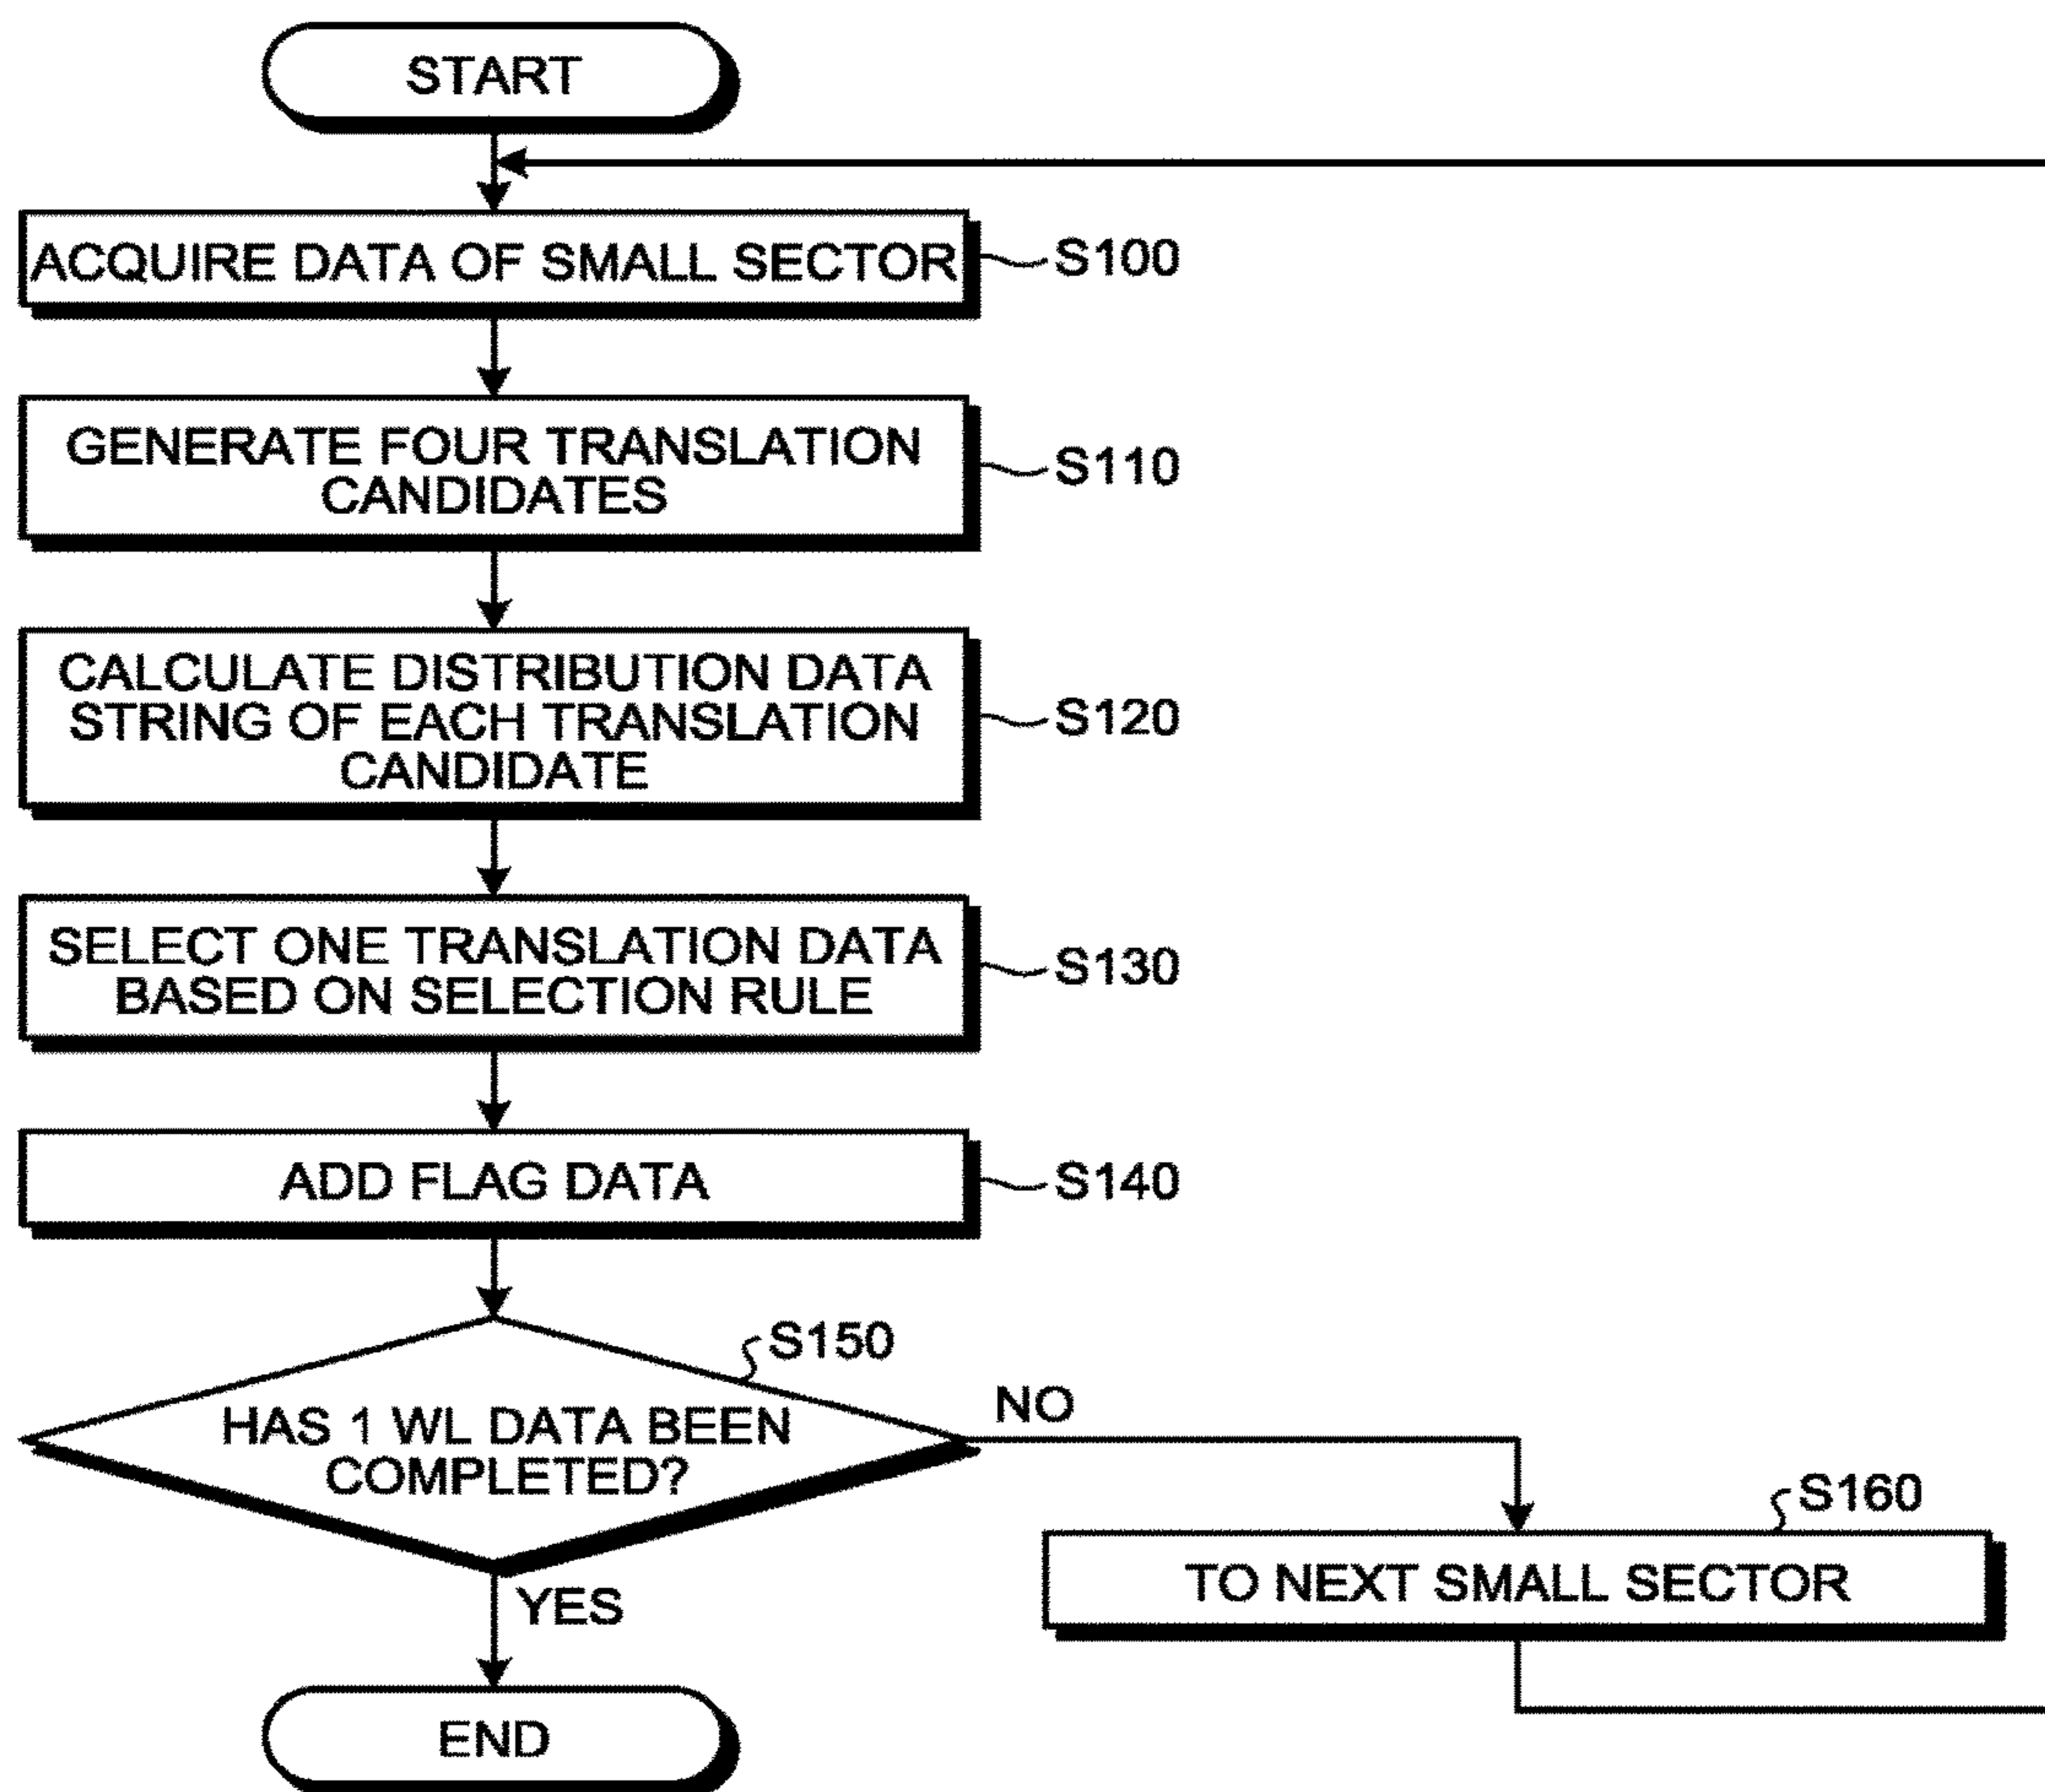 START
ACQUIRE DATA OF SMALL SECTOR
S100
GENERATE FOUR TRANSLATION
CANDIDATES
S110
CALCULATE DISTRIBUTION DATA
STRING OF EACH TRANSLATION
CANDIDATE
S120
SELECT ONE TRANSLATION DATA
BASED ON SELECTION RULE
S130
ADD FLAG DATA
S140
S150
HAS 1 WL DATA BEEN
COMPLETED?
NO
S160
TO NEXT SMALL SECTOR
YES
END